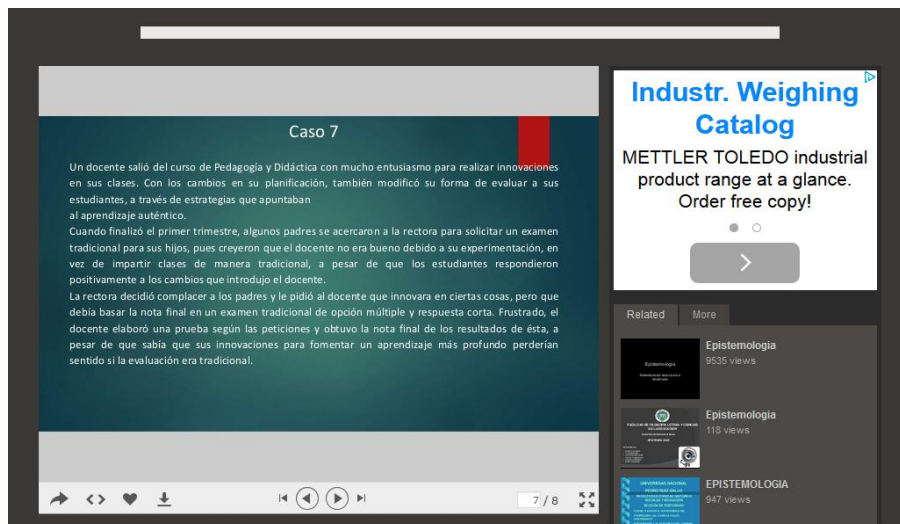 Caso 7
Un docente salió del curso de Pedagogía y Didáctica con mucho entusiasmo para realizar innovaciones
en sus clases. Con los cambios en su planificación, también modificó su forma de evaluar a sus
estudiantes, a través de estrategias que apuntaban
al aprendizaje auténtico.
Cuando finalizó el primer trimestre, algunos padres se acercaron a la rectora para solicitar un examen
tradicional para sus hijos, pues creyeron que el docente no era bueno debido a su experimentación, en
vez de impartir clases de manera tradicional, a pesar de que los estudiantes respondieron
positivamente a los cambios que introdujo el docente.
La rectora decidió complacer a los padres y le pidió al docente que innovara en ciertas cosas, pero que
debía basar la nota final en un examen tradicional de opción múltiple y respuesta corta. Frustrado, el
docente elaboró una prueba según las peticiones y obtuvo la nota final de los resultados de ésta, a
pesar de que sabía que sus innovaciones para fomentar un aprendizaje más profundo perderían
sentido si la evaluación era tradicional.
7 / 8
Industr. Weighing
Catalog
METTLER TOLEDO industrial
product range at a glance.
Order free copy!
Related More
Epistemologia
9535 views
Epistemología
Epistemologia
118 views
EPISTEMOLOGIA
947 views
UNIVERSIDAD NACIONAL